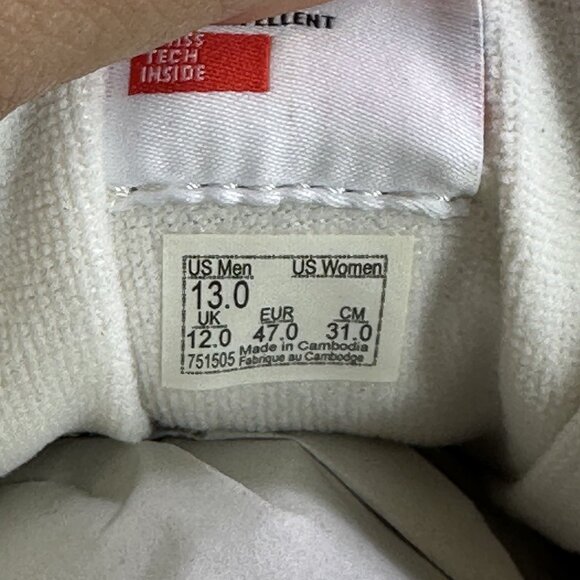 ELLENT
TECH
INSIDE
US Men US Women
13.0
UK EUR CM
12.0 47.0 31.0
Made in Cambodia
751505 Fabrique au Cambodge